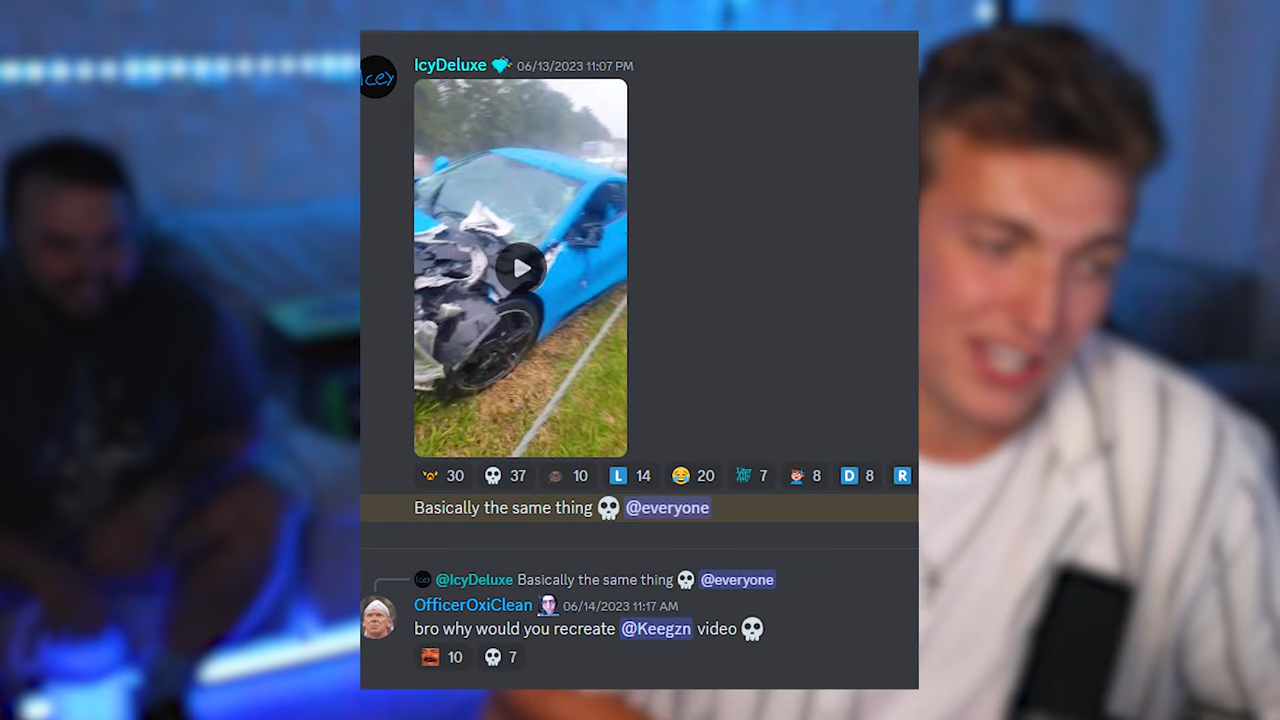 Icey
IcyDeluxe 06/13/2023 11:07 PM
30 37 10 L 14 20 7 8 D 8 R
Basically the same thing 💀 @everyone
@IcyDeluxe Basically the same thing 💀 @everyone
OfficerOxiClean 06/14/2023 11:17 AM
bro why would you recreate @Keegzn video 💀
10 7